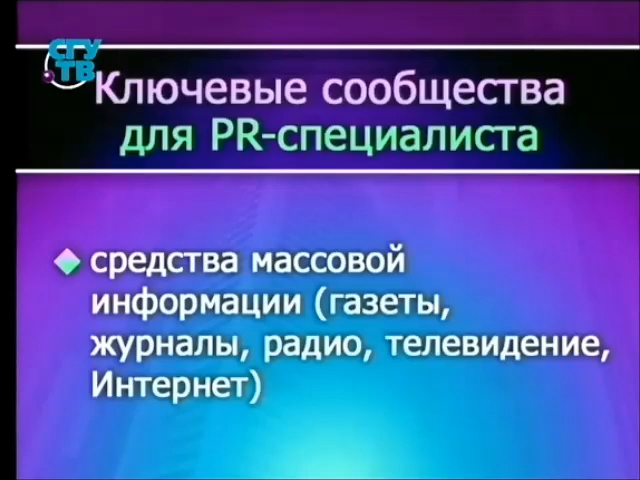 СГУ
ТВ
Ключевые сообщества
для PR-специалиста
средства массовой
информации (газеты,
журналы, радио, телевидение,
Интернет)